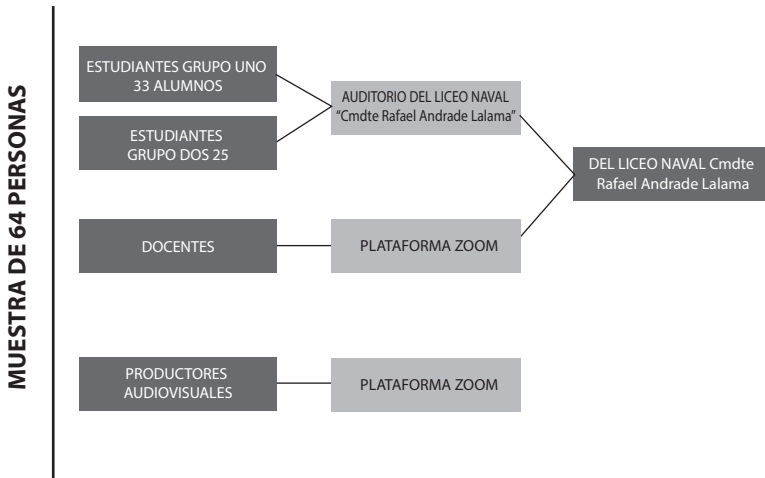 MUESTRA DE 64 PERSONAS
ESTUDIANTES GRUPO UNO
33 ALUMNOS
ESTUDIANTES
GRUPO DOS 25
AUDITORIO DEL LICEO NAVAL
“Cmdte Rafael Andrade Lalama”
DEL LICEO NAVAL Cmdte
Rafael Andrade Lalama
DOCENTES
PLATAFORMA ZOOM
PRODUCTORES
AUDIOVISUALES
PLATAFORMA ZOOM